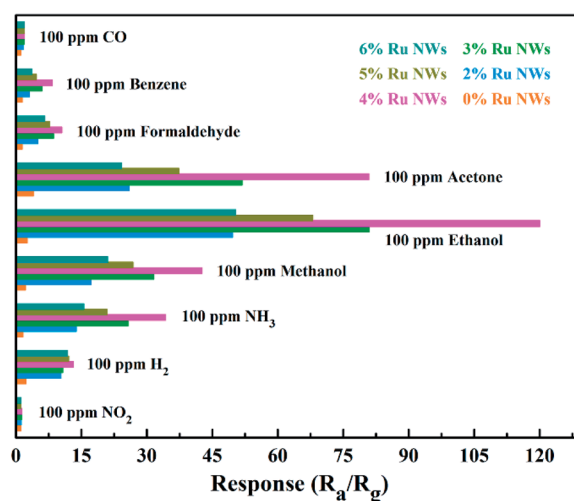 100 ppm CO
6% Ru NWs 3% Ru NWs
5% Ru NWs 2% Ru NWs
4% Ru NWs 0% Ru NWs
100 ppm Benzene
100 ppm Formaldehyde
100 ppm Acetone
100 ppm Ethanol
100 ppm Methanol
100 ppm NH₃
100 ppm H₂
100 ppm NO₂
0 15 30 45 60 75 90 105 120
Response (Rₐ/R_g)